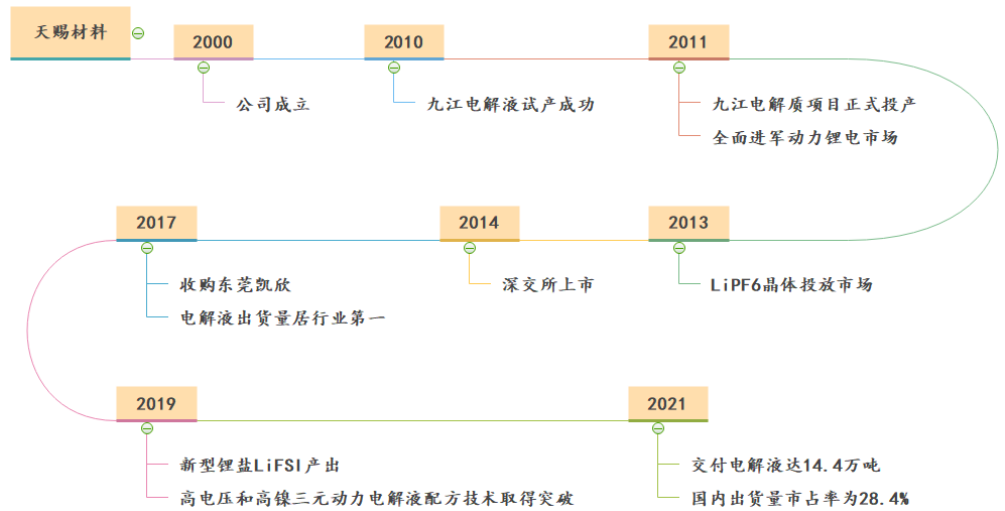 天赐材料
2000
公司成立
2010
九江电解液试产成功
2011
九江电解质项目正式投产
全面进军动力锂电市场
2013
LiPF6晶体投放市场
2014
深交所上市
2017
收购东莞凯欣
电解液出货量居行业第一
2019
新型锂盐LiFSI产出
高电压和高镍三元动力电解液配方技术取得突破
2021
交付电解液达14.4万吨
国内出货量市占率为28.4%